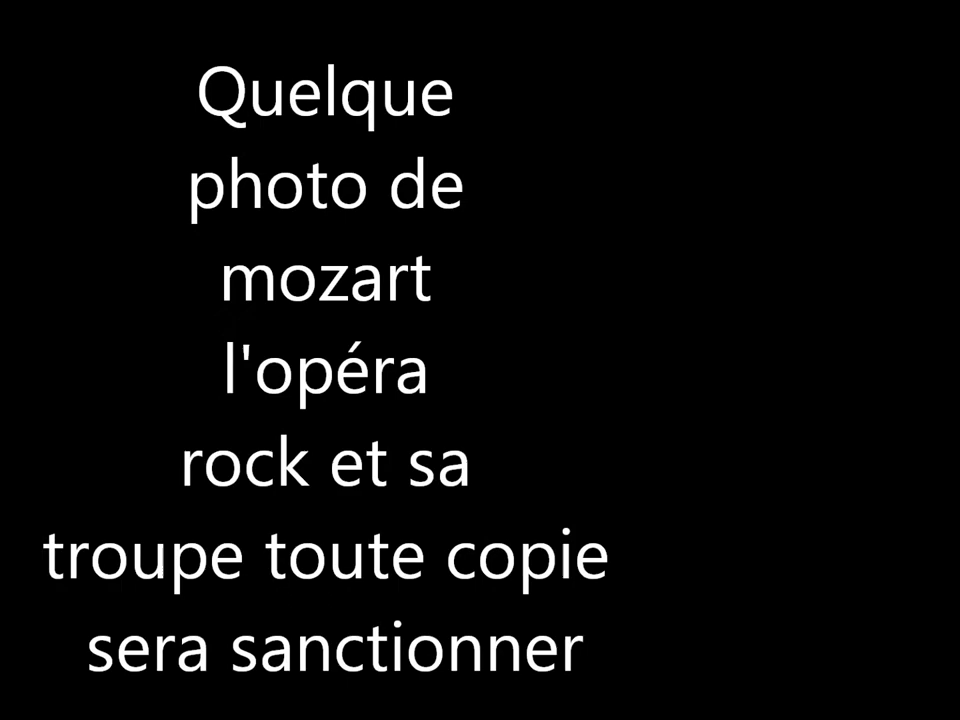 Quelque
photo de
mozart
l'opéra
rock et sa
troupe toute copie
sera sanctionner